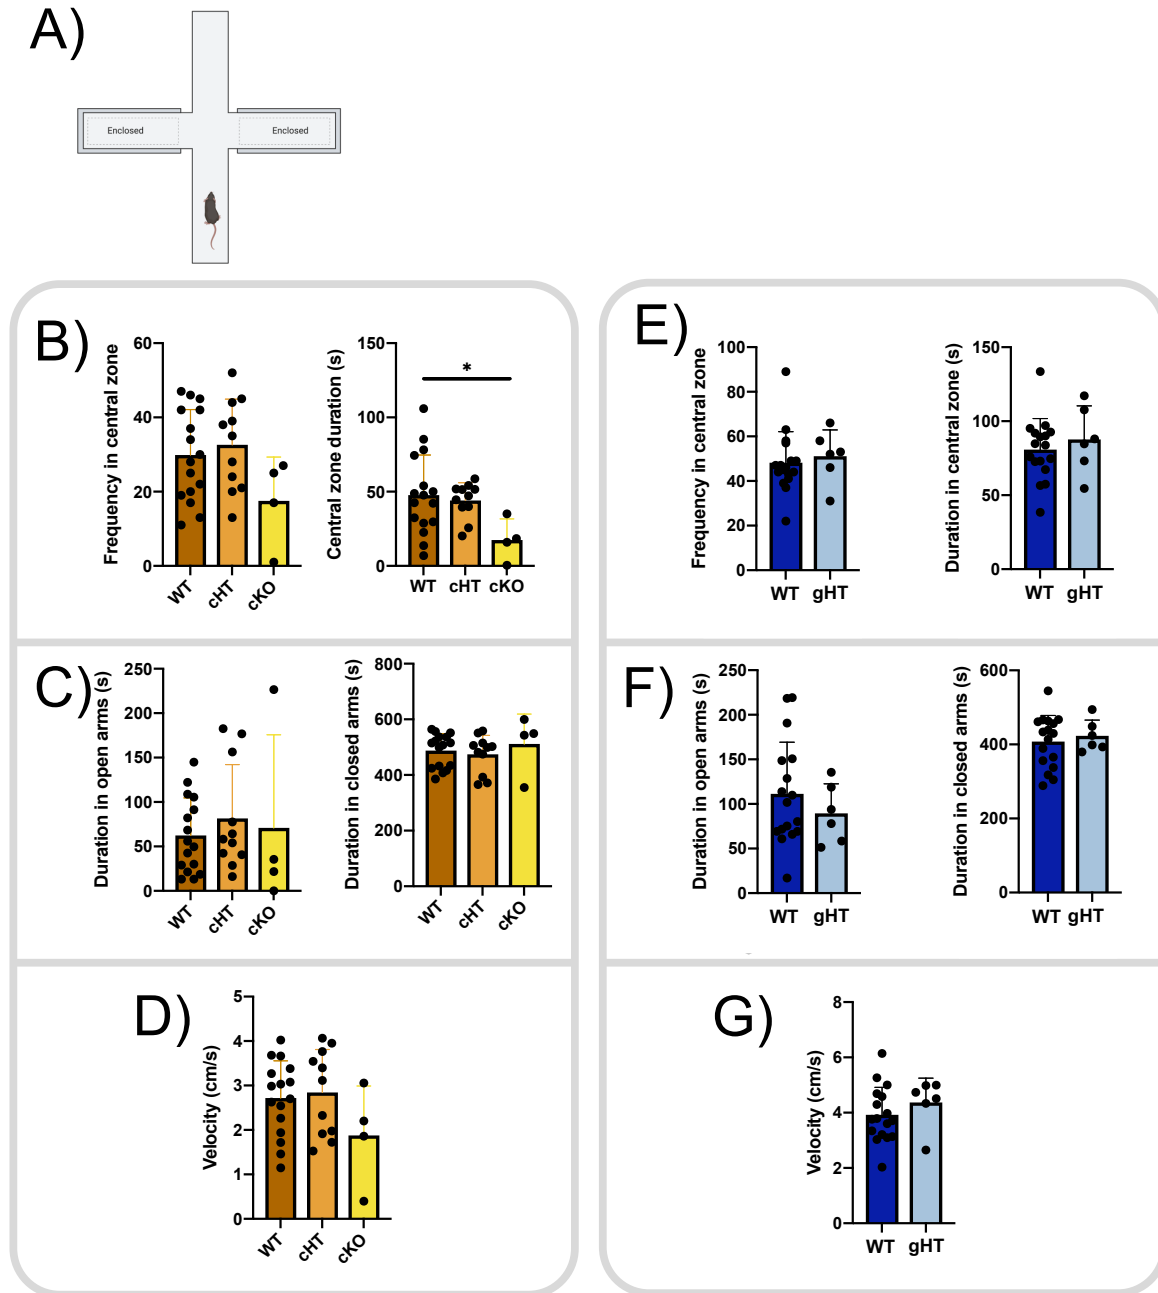 A)
Enclosed
Enclosed
B)
Frequency in central zone
60
40
20
0
WT
cHT
cKO
Central zone duration (s)
150
100
50
0
*
WT
cHT
cKO
C)
Duration in open arms (s)
250
200
150
100
50
0
WT
cHT
cKO
Duration in closed arms (s)
800
600
400
200
0
WT
cHT
cKO
D)
Velocity (cm/s)
5
4
3
2
1
0
WT
cHT
cKO
E)
Frequency in central zone
100
80
60
40
20
0
WT
gHT
Duration in central zone (s)
150
100
50
0
WT
gHT
F)
Duration in open arms (s)
250
200
150
100
50
0
WT
gHT
Duration in closed arms (s)
600
400
200
0
WT
gHT
G)
Velocity (cm/s)
8
6
4
2
0
WT
gHT